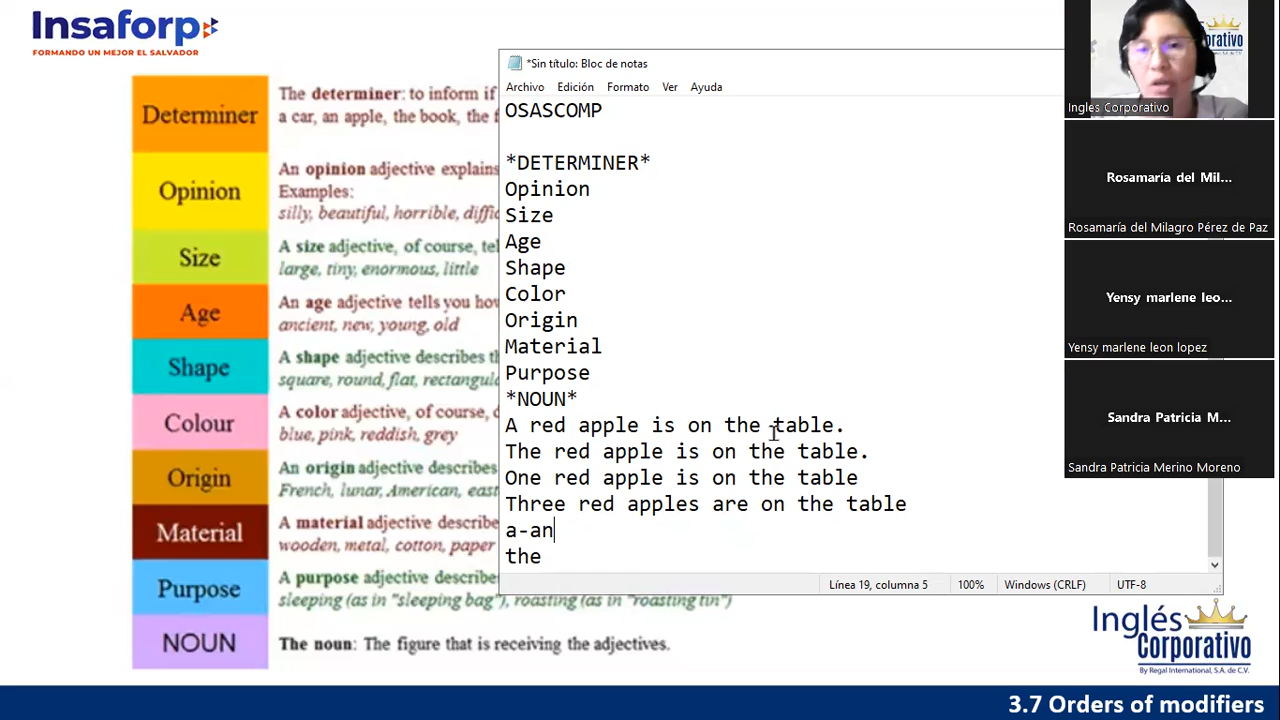 Insaforp
FORMANDO UN MEJOR EL SALVADOR
Determiner
The determiner: to inform if
a car, an apple, the book, the f
Opinion
An opinion adjective explains
Examples:
silly, beautiful, horrible, diffic
Size
A size adjective, of course, tel
large, tiny, enormous, little
Age
An age adjective tells you how
ancient, new, young, old
Shape
A shape adjective describes th
square, round, flat, rectangula
Colour
A color adjective, of course, d
blue, pink, reddish, grey
Origin
An origin adjective describes
French, lunar, American, east
Material
A material adjective describe
wooden, metal, cotton, paper
Purpose
A purpose adjective describes
sleeping (as in "sleeping bag"), roasting (as in "roasting tin")
NOUN
The noun: The figure that is receiving the adjectives.
*Sin título: Bloc de notas
Archivo Edición Formato Ver Ayuda
OSASCOMP
*DETERMINER*
Opinion
Size
Age
Shape
Color
Origin
Material
Purpose
*NOUN*
A red apple is on the table.
The red apple is on the table.
One red apple is on the table
Three red apples are on the table
a-an
the
Línea 19, columna 5 100% Windows (CRLF) UTF-8
Ingles Corporativo
Rosamaría del Mil...
Rosamaría del Milagro Pérez de Paz
Yensy marlene leo...
Yensy marlene leon lopez
Sandra Patricia M...
Sandra Patricia Merino Moreno
Inglés
Corporativo
By Regal International, S.A. de C.V.
3.7 Orders of modifiers